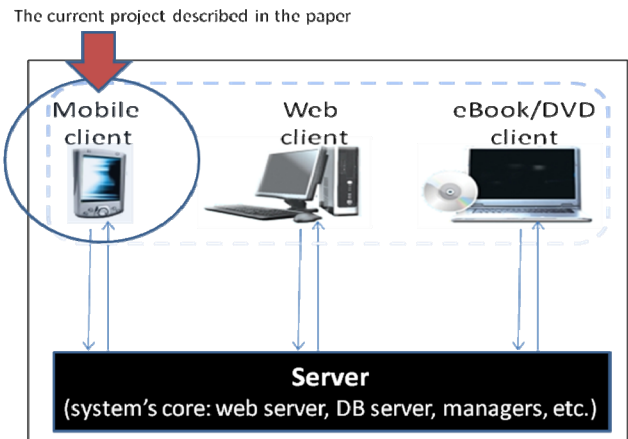 The current project described in the paper
Mobile
client
Web
client
eBook/DVD
client
Server
(system's core: web server, DB server, managers, etc.)